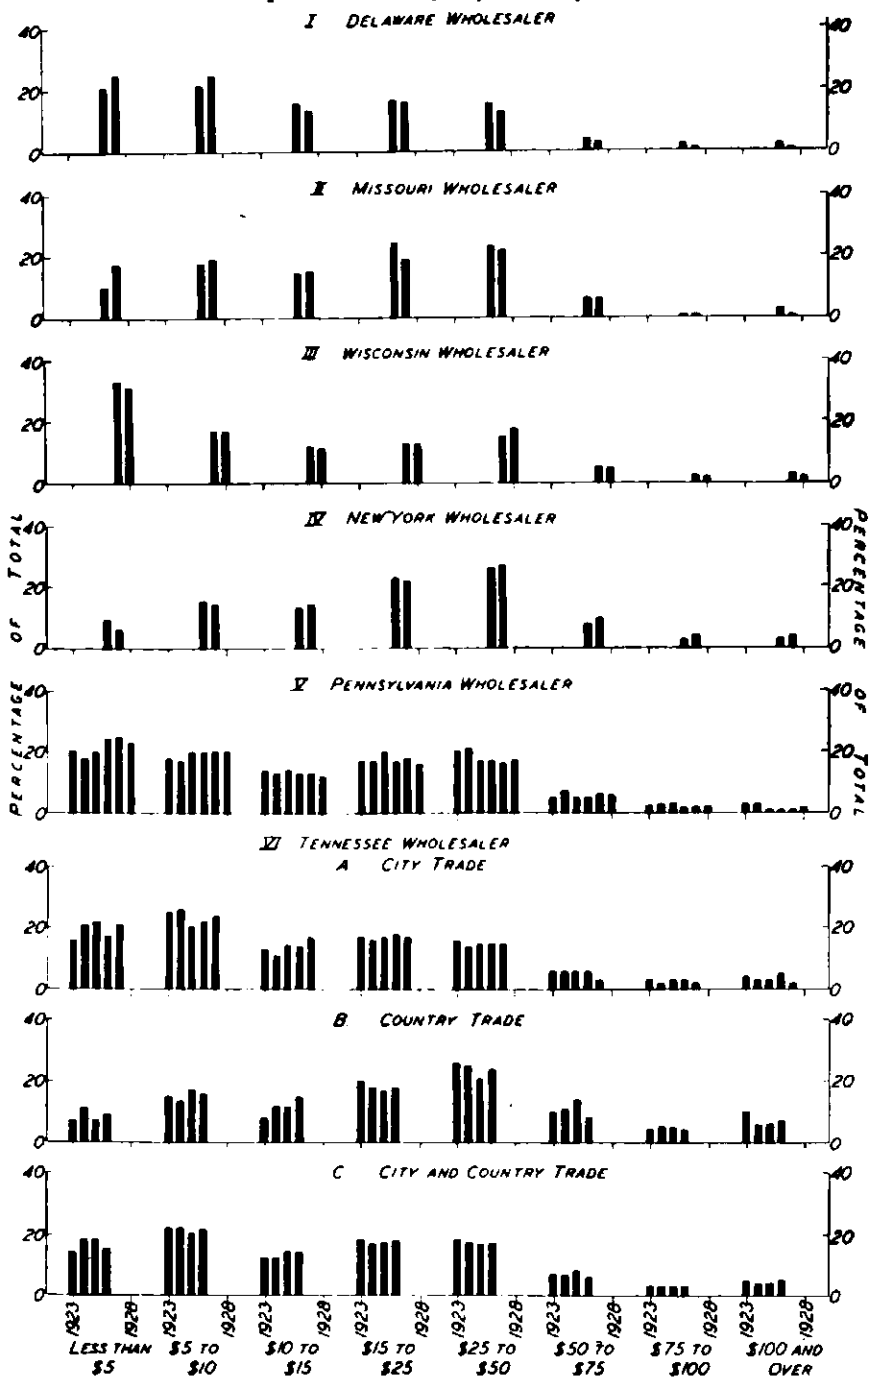 I DELAWARE WHOLESALER
40 40
20 20
0 0
II MISSOURI WHOLESALER
40 40
20 20
0 0
III WISCONSIN WHOLESALER
40 40
20 20
0 0
IV NEW YORK WHOLESALER
40 40
20 20
0 0
PERCENTAGE OF TOTAL
PERCENTAGE OF TOTAL
V PENNSYLVANIA WHOLESALER
40 40
20 20
0 0
VI TENNESSEE WHOLESALER
A CITY TRADE
40 40
20 20
0 0
B. COUNTRY TRADE
40 40
20 20
0 0
C CITY AND COUNTRY TRADE
40 40
20 20
0 0
1923 1928 1923 1928 1923 1928 1923 1928 1923 1928 1923 1928 1923 1928 1923 1928
LESS THAN $5 TO $10 TO $15 TO $25 TO $50 TO $75 TO $100 AND
$5 $10 $15 $25 $50 $75 $100 OVER